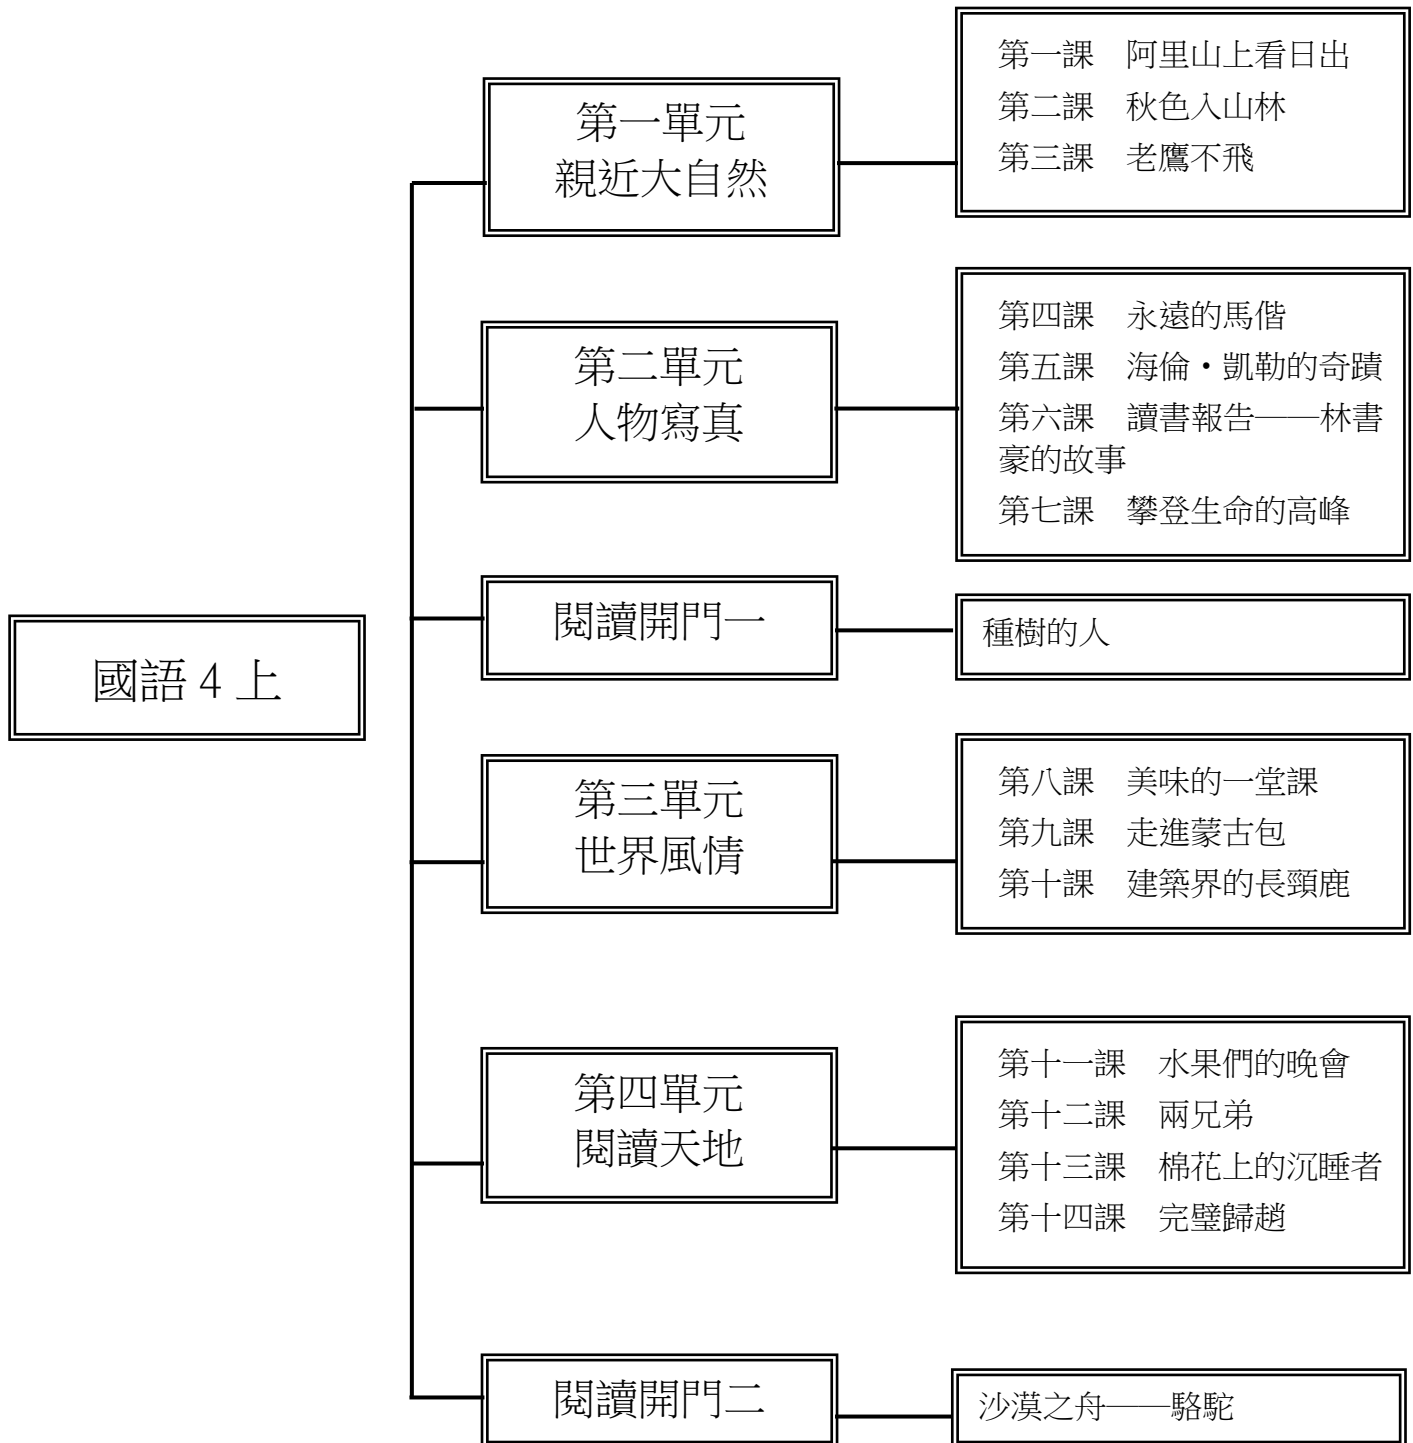 國語 4 上
第一單元
親近大自然
第一課　阿里山上看日出
第二課　秋色入山林
第三課　老鷹不飛
第二單元
人物寫真
第四課　永遠的馬偕
第五課　海倫・凱勒的奇蹟
第六課　讀書報告──林書
豪的故事
第七課　攀登生命的高峰
閱讀開門一
種樹的人
第三單元
世界風情
第八課　美味的一堂課
第九課　走進蒙古包
第十課　建築界的長頸鹿
第四單元
閱讀天地
第十一課　水果們的晚會
第十二課　兩兄弟
第十三課　棉花上的沉睡者
第十四課　完璧歸趙
閱讀開門二
沙漠之舟──駱駝